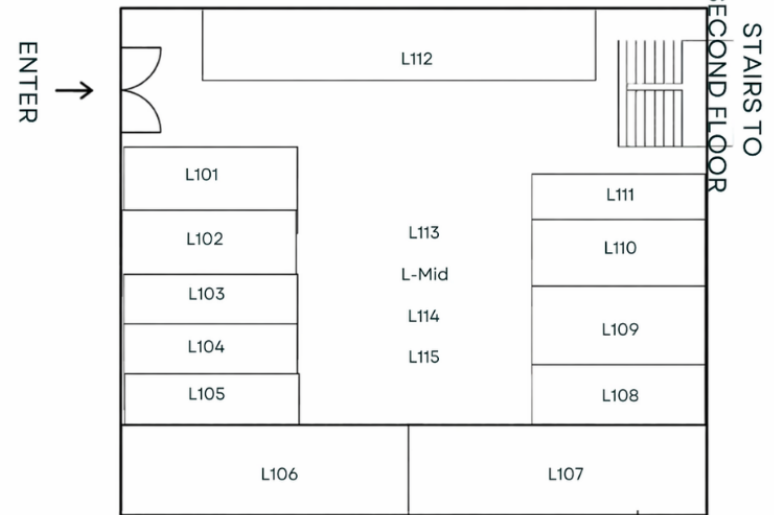 ENTER
L112
STAIRS TO
SECOND FLOOR
L101
L102
L103
L104
L105
L113
L-Mid
L114
L115
L111
L110
L109
L108
L106
L107